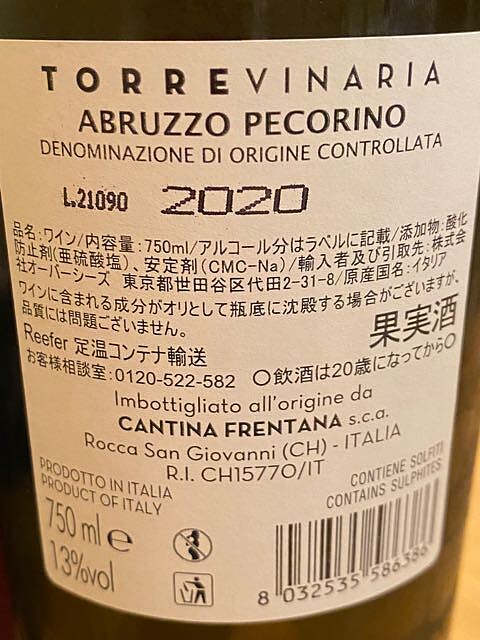 TORREVINARIA
ABRUZZO PECORINO
DENOMINAZIONE DI ORIGINE CONTROLLATA
L.21090 2020
品名:ワイン/内容量:750ml/アルコール分はラベルに記載/添加物:酸化
防止剤(亜硫酸塩)、安定剤(CMC-Na)/輸入者及び引取先:株式会
社オーバーシーズ 東京都世田谷区代田2-31-8/原産国名:イタリア
ワインに含まれる成分がオリとして瓶底に沈殿する場合がございますが、
品質には問題ございません。
果実酒
Reefer 定温コンテナ輸送
お客様相談室:0120-522-582 〇飲酒は20歳になってから〇
Imbottigliato all'origine da
CANTINA FRENTANA s.c.a.
Rocca San Giovanni (CH) - ITALIA
R.I. CH15770/IT
PRODOTTO IN ITALIA
PRODUCT OF ITALY
CONTIENE SOLFITI
CONTAINS SULPHITES
750 ml e
13%vol
8 032535 586386